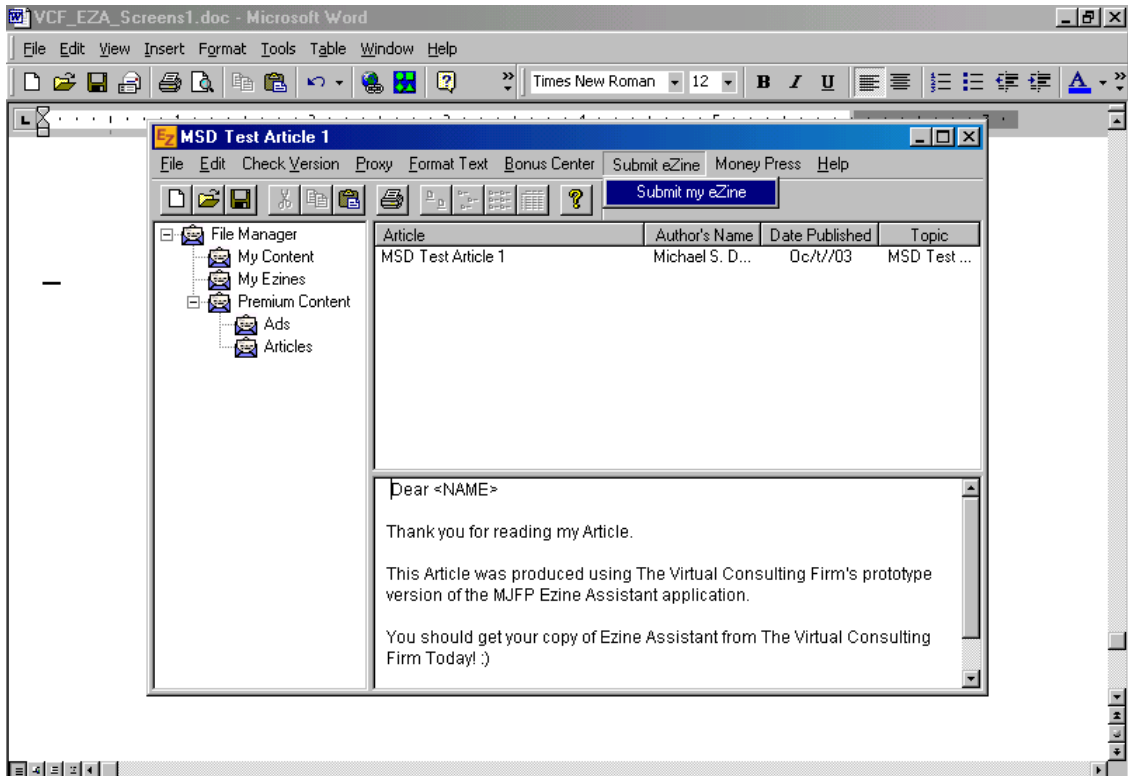 VCF_EZA_Screens1.doc - Microsoft Word
File Edit View Insert Format Tools Table Window Help
Times New Roman 12 B I U A
Ez MSD Test Article 1
File Edit Check Version Proxy Format Text Bonus Center Submit eZine Money Press Help
Submit my eZine
File Manager
My Content
My Ezines
Premium Content
Ads
Articles
Article Author's Name Date Published Topic
MSD Test Article 1 Michael S. D... Oc/t//03 MSD Test ...
Dear <NAME>
Thank you for reading my Article.
This Article was produced using The Virtual Consulting Firm's prototype
version of the MJFP Ezine Assistant application.
You should get your copy of Ezine Assistant from The Virtual Consulting
Firm Today! :)